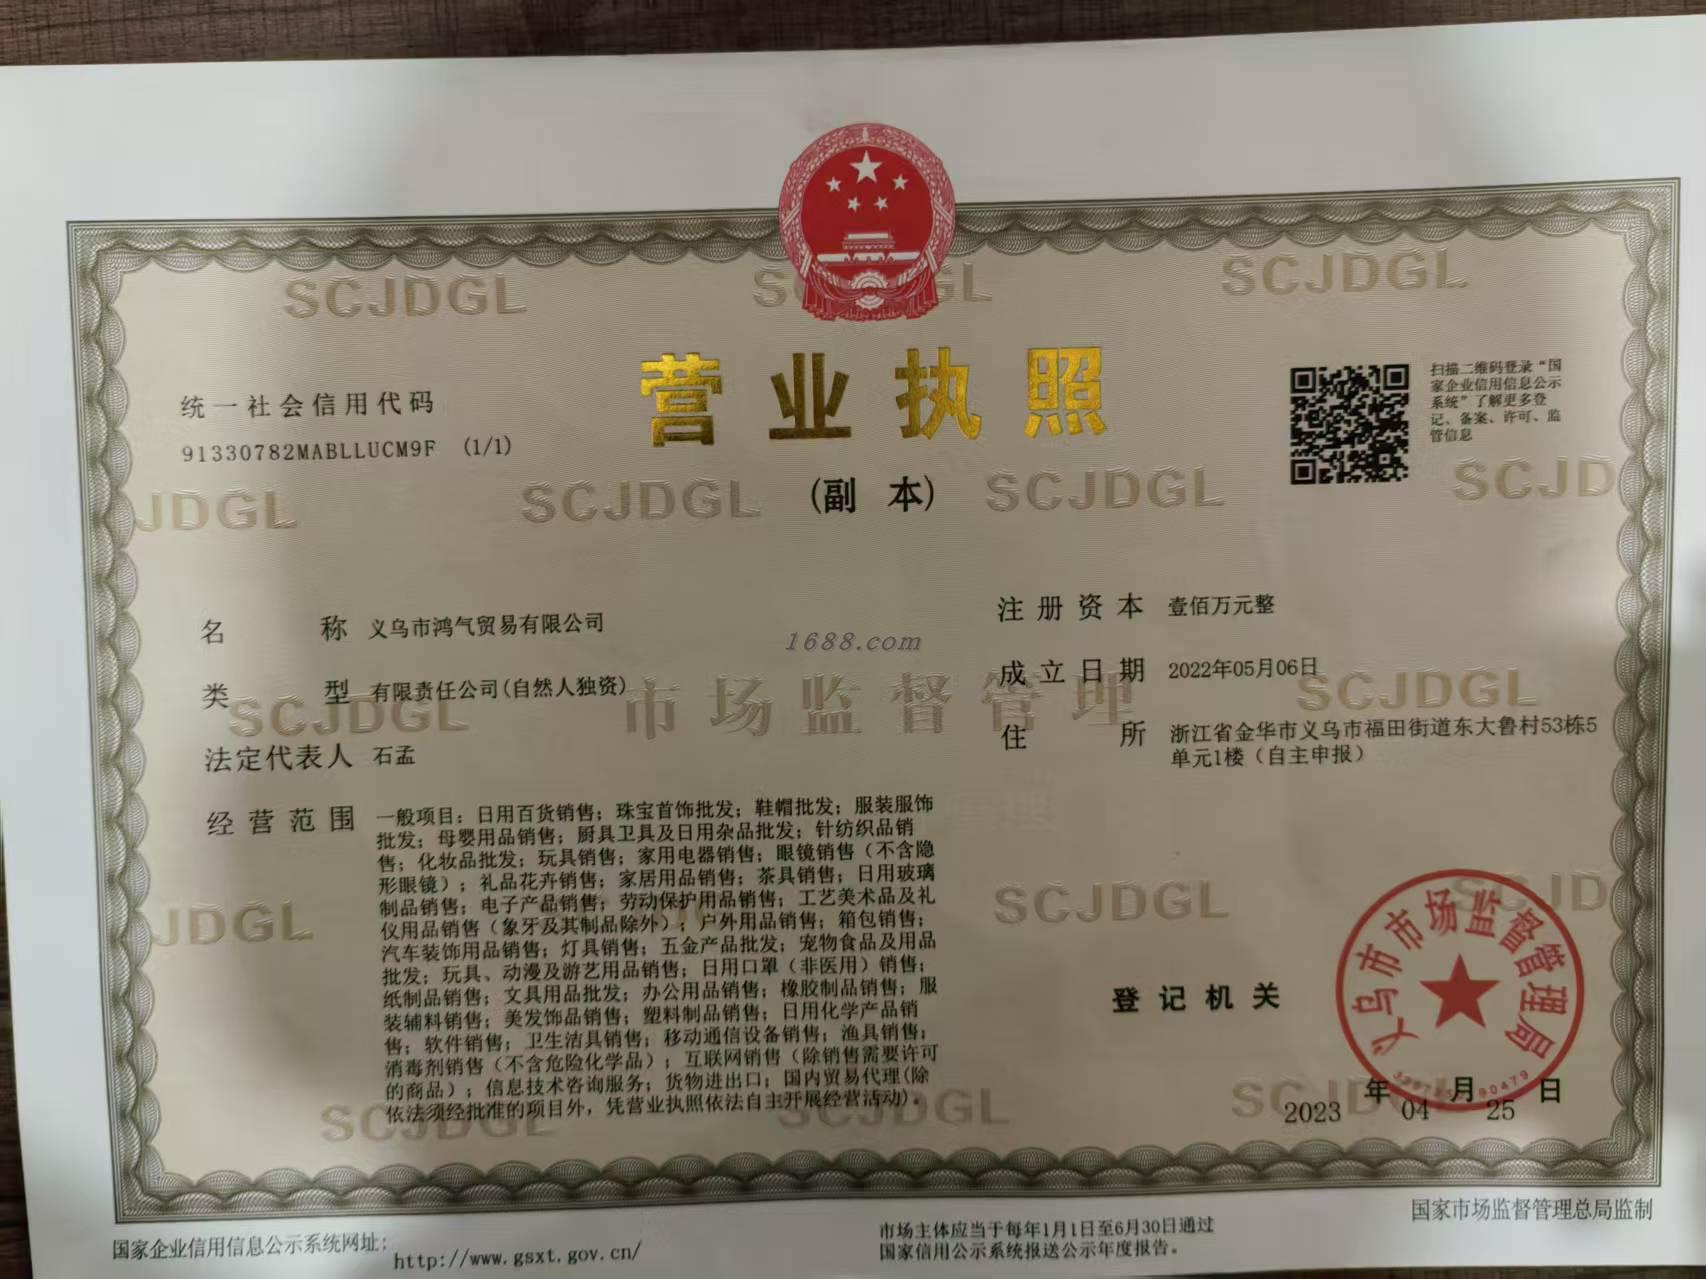 SCJDGL
SCJDGL
营业执照
(副 本)
统一社会信用代码
91330782MABLLUCM9F (1/1)
扫描二维码登录“国
家企业信用信息公示
系统”了解更多登
记、备案、许可、监
管信息
JDGL
SCJDGL
SCJDGL
SCJD
名 称 义乌市鸿气贸易有限公司
类 型 有限责任公司(自然人独资)
法定代表人 石孟
注册资本 壹佰万元整
成立日期 2022年05月06日
住 所 浙江省金华市义乌市福田街道东大鲁村53栋5
单元1楼（自主申报）
1688.com
SCJDGL
市场监督管理
SCJDGL
经营范围 一般项目：日用百货销售；珠宝首饰批发；鞋帽批发；服装服饰
批发；母婴用品销售；厨具卫具及日用杂品批发；针纺织品销
售；化妆品批发；玩具销售；家用电器销售；眼镜销售（不含隐
形眼镜）；礼品花卉销售；家居用品销售；茶具销售；日用玻璃
制品销售；电子产品销售；劳动保护用品销售；工艺美术品及礼
仪用品销售（象牙及其制品除外）；户外用品销售；箱包销售；
汽车装饰用品销售；灯具销售；五金产品批发；宠物食品及用品
批发；玩具、动漫及游艺用品销售；日用口罩（非医用）销售；
纸制品销售；文具用品批发；办公用品销售；橡胶制品销售；服
装辅料销售；美发饰品销售；塑料制品销售；日用化学产品销
售；软件销售；卫生洁具销售；移动通信设备销售；渔具销售；
消毒剂销售（不含危险化学品）；互联网销售（除销售需要许可
的商品）；信息技术咨询服务；货物进出口；国内贸易代理(除
依法须经批准的项目外，凭营业执照依法自主开展经营活动)。
JDGL
SCJDGL
SCJD
登记机关
义乌市市场监督管理局
2023 年 04 月 25 日
SCJDGL
SCJDGL
SCJDGL
国家企业信用信息公示系统网址：
http://www.gsxt.gov.cn/
市场主体应当于每年1月1日至6月30日通过
国家信用公示系统报送公示年度报告。
国家市场监督管理总局监制